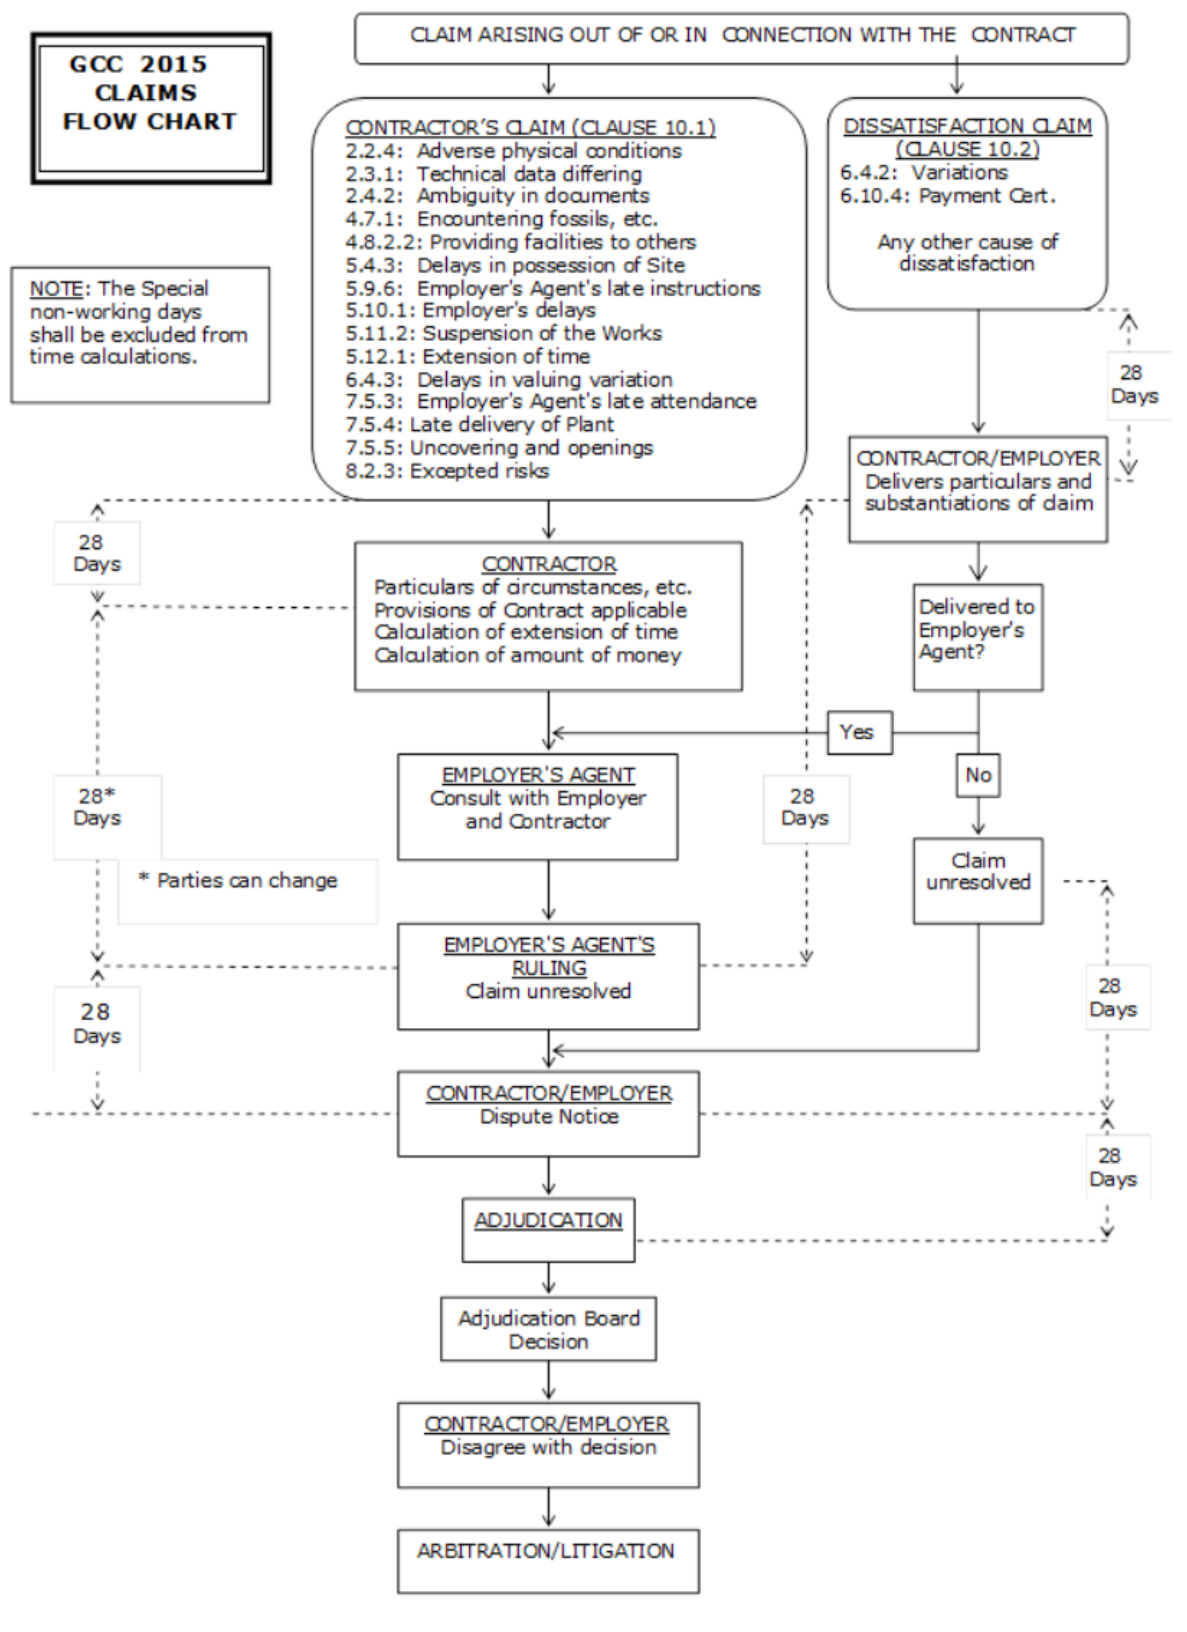 CLAIM ARISING OUT OF OR IN CONNECTION WITH THE CONTRACT
GCC 2015
CLAIMS
FLOW CHART
NOTE: The Special
non-working days
shall be excluded from
time calculations.
CONTRACTOR'S CLAIM (CLAUSE 10.1)
2.2.4: Adverse physical conditions
2.3.1: Technical data differing
2.4.2: Ambiguity in documents
4.7.1: Encountering fossils, etc.
4.8.2.2: Providing facilities to others
5.4.3: Delays in possession of Site
5.9.6: Employer's Agent's late instructions
5.10.1: Employer's delays
5.11.2: Suspension of the Works
5.12.1: Extension of time
6.4.3: Delays in valuing variation
7.5.3: Employer's Agent's late attendance
7.5.4: Late delivery of Plant
7.5.5: Uncovering and openings
8.2.3: Excepted risks
DISSATISFACTION CLAIM
(CLAUSE 10.2)
6.4.2: Variations
6.10.4: Payment Cert.
Any other cause of
dissatisfaction
28
Days
CONTRACTOR/EMPLOYER
Delivers particulars and
substantiations of claim
28
Days
CONTRACTOR
Particulars of circumstances, etc.
Provisions of Contract applicable
Calculation of extension of time
Calculation of amount of money
Delivered to
Employer's
Agent?
Yes
No
EMPLOYER'S AGENT
Consult with Employer
and Contractor
28*
Days
* Parties can change
28
Days
Claim
unresolved
EMPLOYER'S AGENT'S
RULING
Claim unresolved
28
Days
28
Days
CONTRACTOR/EMPLOYER
Dispute Notice
28
Days
ADJUDICATION
Adjudication Board
Decision
CONTRACTOR/EMPLOYER
Disagree with decision
ARBITRATION/LITIGATION